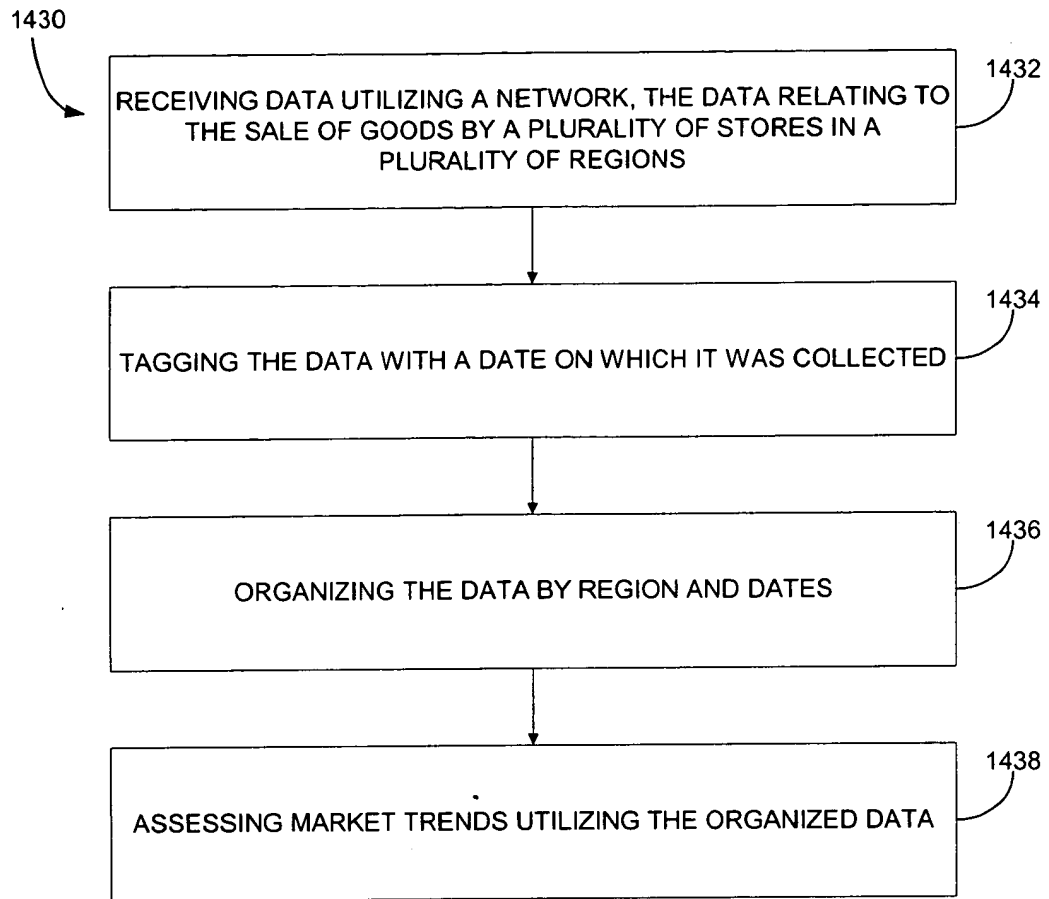 1430
1432
RECEIVING DATA UTILIZING A NETWORK, THE DATA RELATING TO
THE SALE OF GOODS BY A PLURALITY OF STORES IN A
PLURALITY OF REGIONS
1434
TAGGING THE DATA WITH A DATE ON WHICH IT WAS COLLECTED
1436
ORGANIZING THE DATA BY REGION AND DATES
1438
ASSESSING MARKET TRENDS UTILIZING THE ORGANIZED DATA